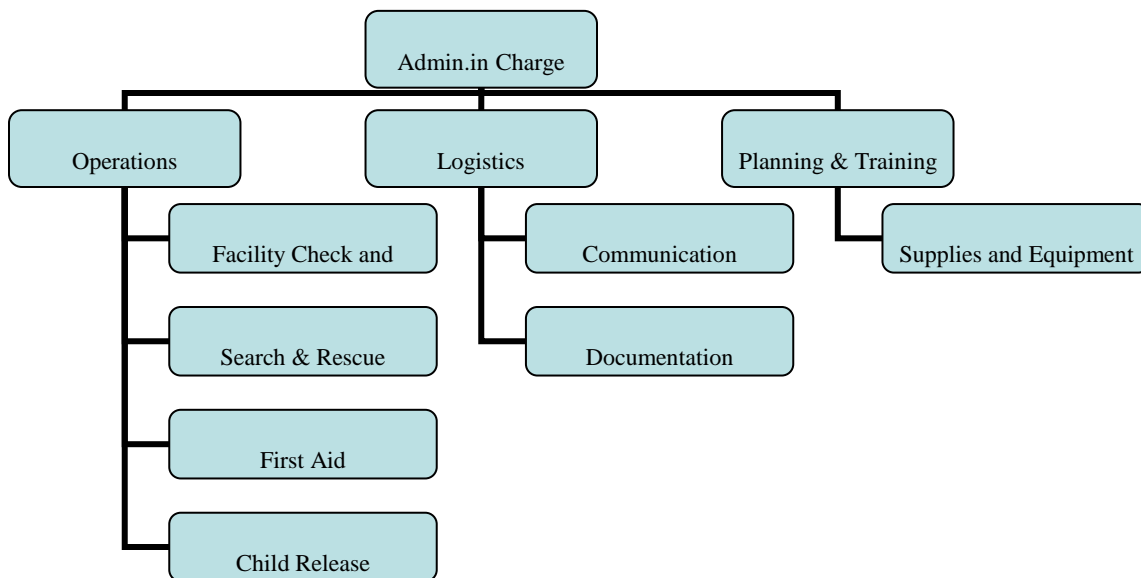 Admin.in Charge
Operations
Logistics
Planning & Training
Facility Check and
Communication
Supplies and Equipment
Search & Rescue
Documentation
First Aid
Child Release